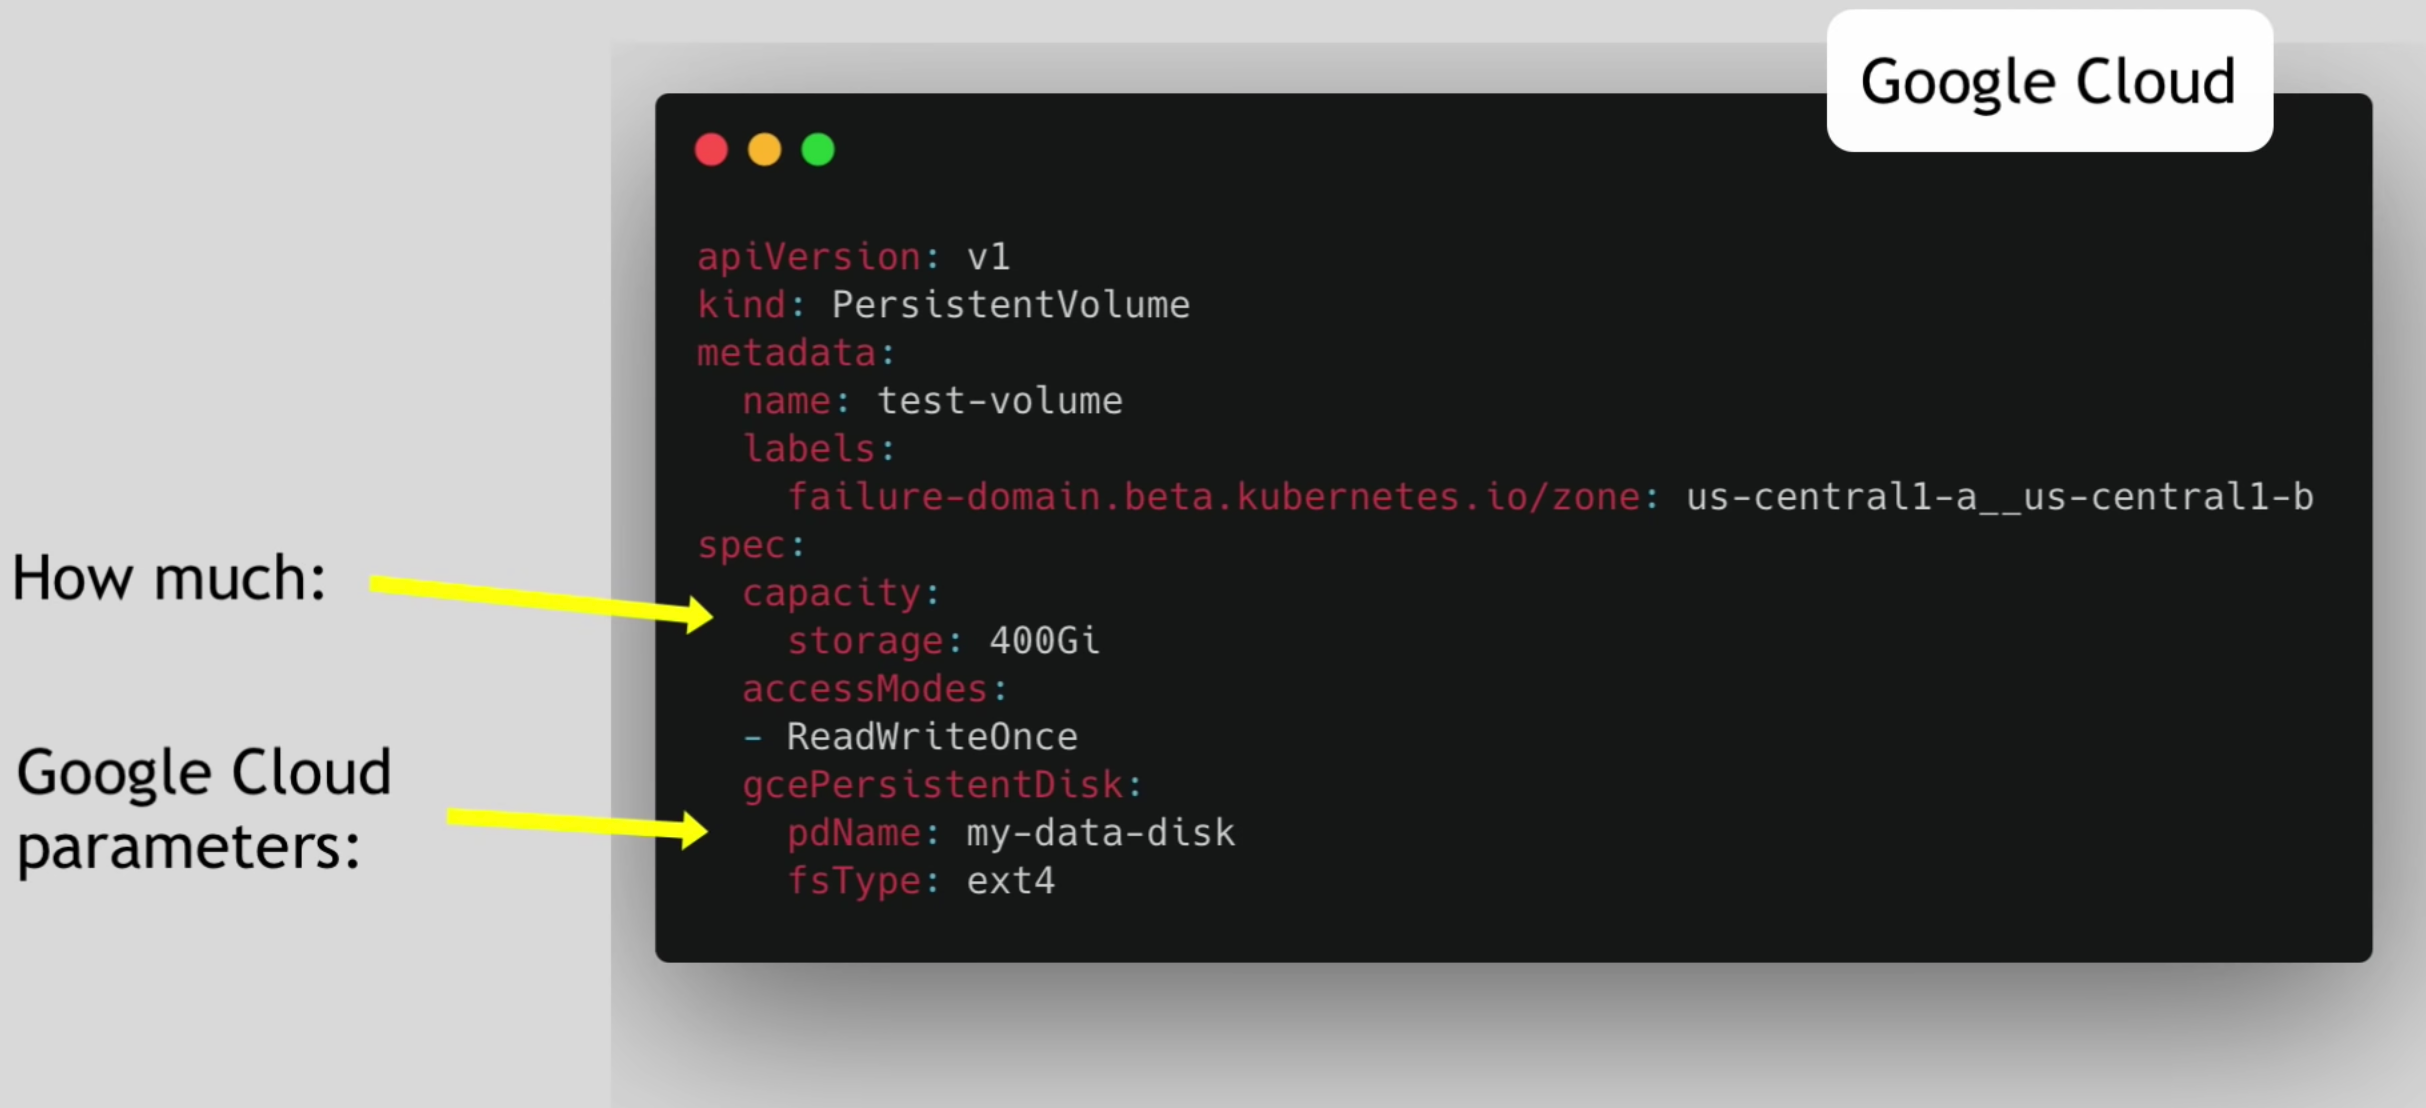 Google Cloud
apiVersion: v1
kind: PersistentVolume
metadata:
  name: test-volume
  labels:
    failure-domain.beta.kubernetes.io/zone: us-central1-a__us-central1-b
spec:
  capacity:
    storage: 400Gi
  accessModes:
  - ReadWriteOnce
  gcePersistentDisk:
    pdName: my-data-disk
    fsType: ext4
How much:
Google Cloud
parameters: